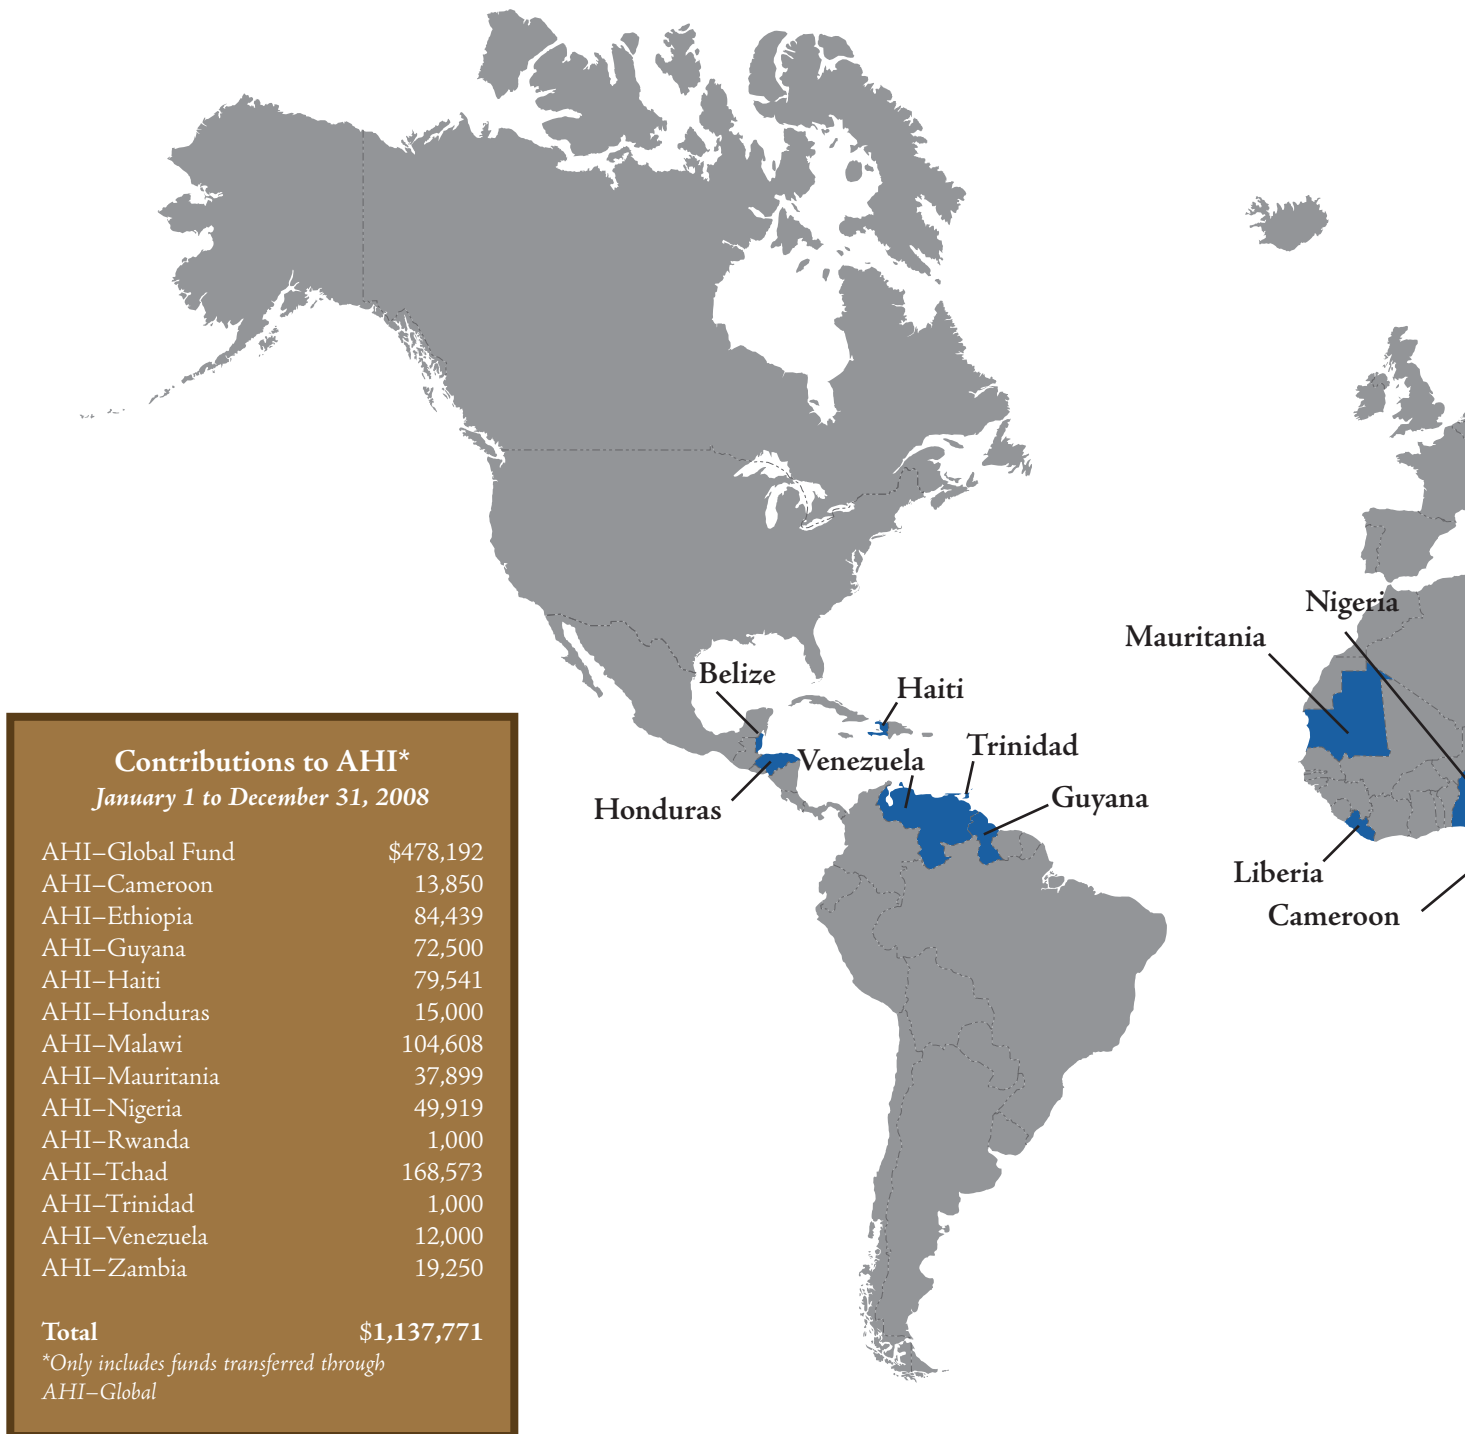 Nigeria
Mauritania
Belize
Haiti
Venezuela
Trinidad
Honduras
Guyana
Liberia
Cameroon
Contributions to AHI*
January 1 to December 31, 2008
AHI–Global Fund $478,192
AHI–Cameroon 13,850
AHI–Ethiopia 84,439
AHI–Guyana 72,500
AHI–Haiti 79,541
AHI–Honduras 15,000
AHI–Malawi 104,608
AHI–Mauritania 37,899
AHI–Nigeria 49,919
AHI–Rwanda 1,000
AHI–Tchad 168,573
AHI–Trinidad 1,000
AHI–Venezuela 12,000
AHI–Zambia 19,250
Total $1,137,771
*Only includes funds transferred through
AHI–Global